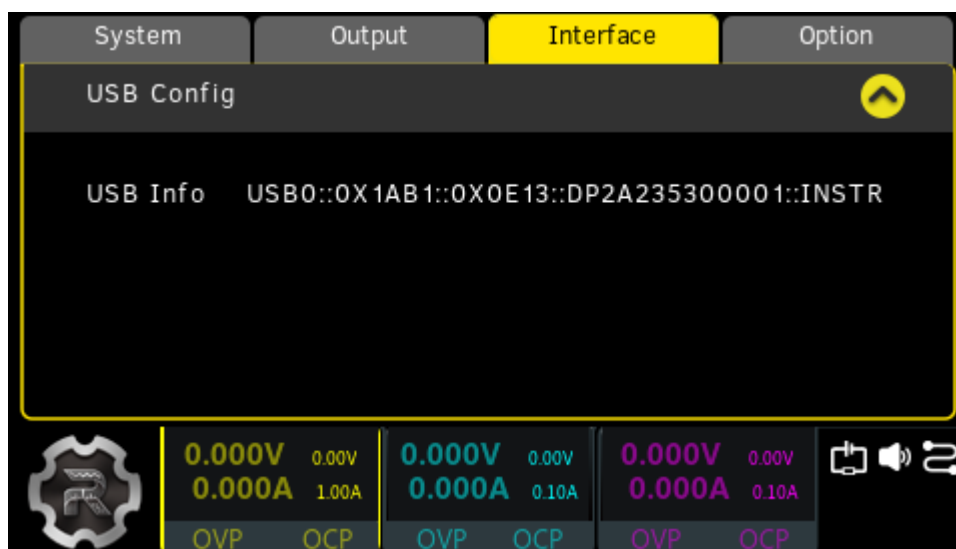 System Output Interface Option
USB Config
USB Info USB0::0X1AB1::0X0E13::DP2A235300001::INSTR
0.000V 0.00V 0.000V 0.00V 0.000V 0.00V
0.000A 1.00A 0.000A 0.10A 0.000A 0.10A
OVP OCP OVP OCP OVP OCP